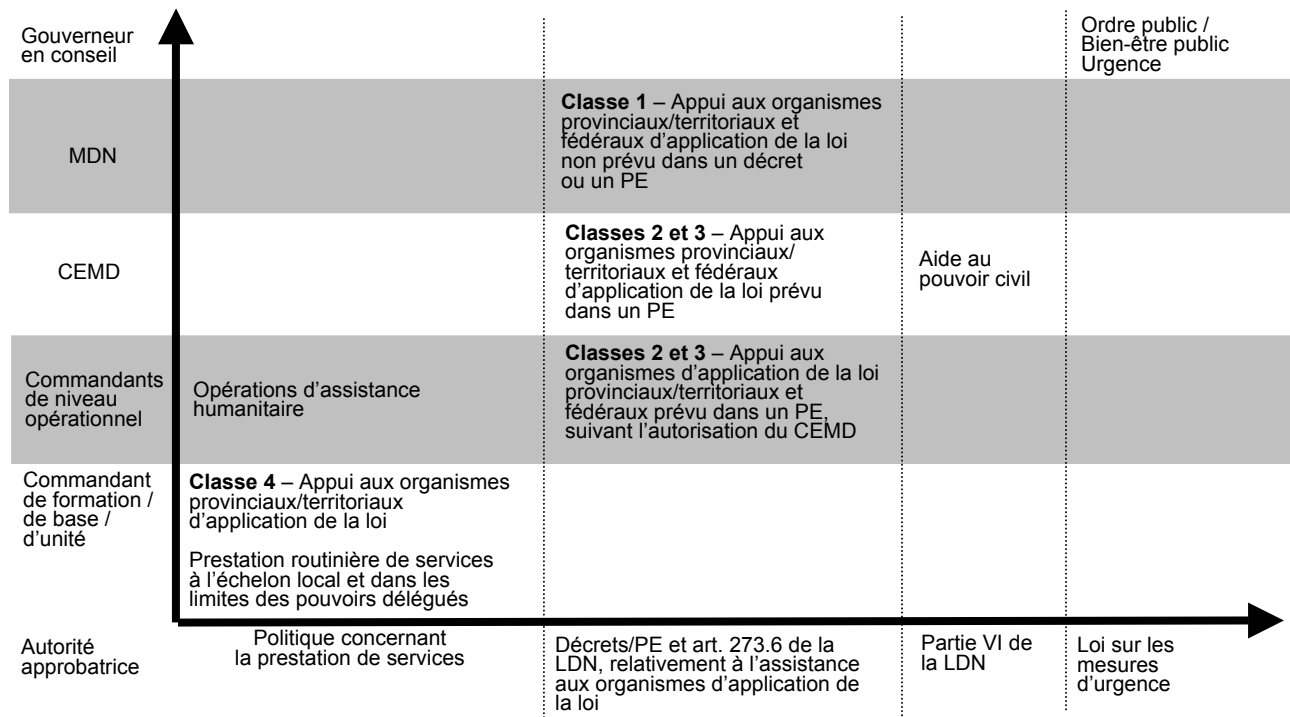 Gouverneur
en conseil
Ordre public /
Bien-être public
Urgence
MDN
Classe 1 – Appui aux organismes
provinciaux/territoriaux et
fédéraux d'application de la loi
non prévu dans un décret
ou un PE
CEMD
Classes 2 et 3 – Appui aux
organismes provinciaux/
territoriaux et fédéraux
d'application de la loi prévu
dans un PE
Aide au
pouvoir civil
Commandants
de niveau
opérationnel
Opérations d'assistance
humanitaire
Classes 2 et 3 – Appui aux
organismes d'application de la loi
provinciaux/territoriaux et
fédéraux prévu dans un PE,
suivant l'autorisation du CEMD
Commandant
de formation /
de base /
d'unité
Classe 4 – Appui aux organismes
provinciaux/territoriaux
d'application de la loi
Prestation routinière de services
à l'échelon local et dans les
limites des pouvoirs délégués
Autorité
approbatrice
Politique concernant
la prestation de services
Décrets/PE et art. 273.6 de la
LDN, relativement à l'assistance
aux organismes d'application de
la loi
Partie VI de
la LDN
Loi sur les
mesures
d'urgence